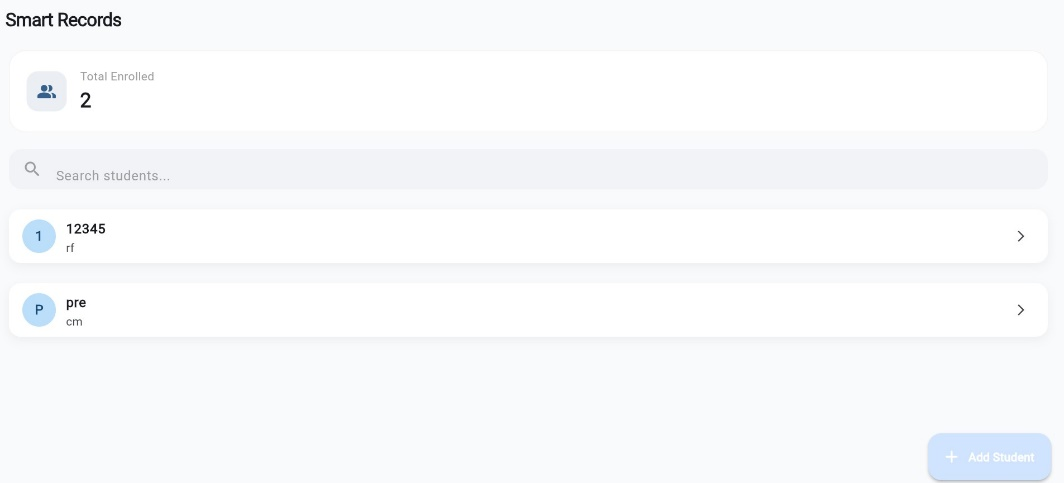 Smart Records
Total Enrolled
2
Search students...
1
12345
rf
P
pre
cm
Add Student